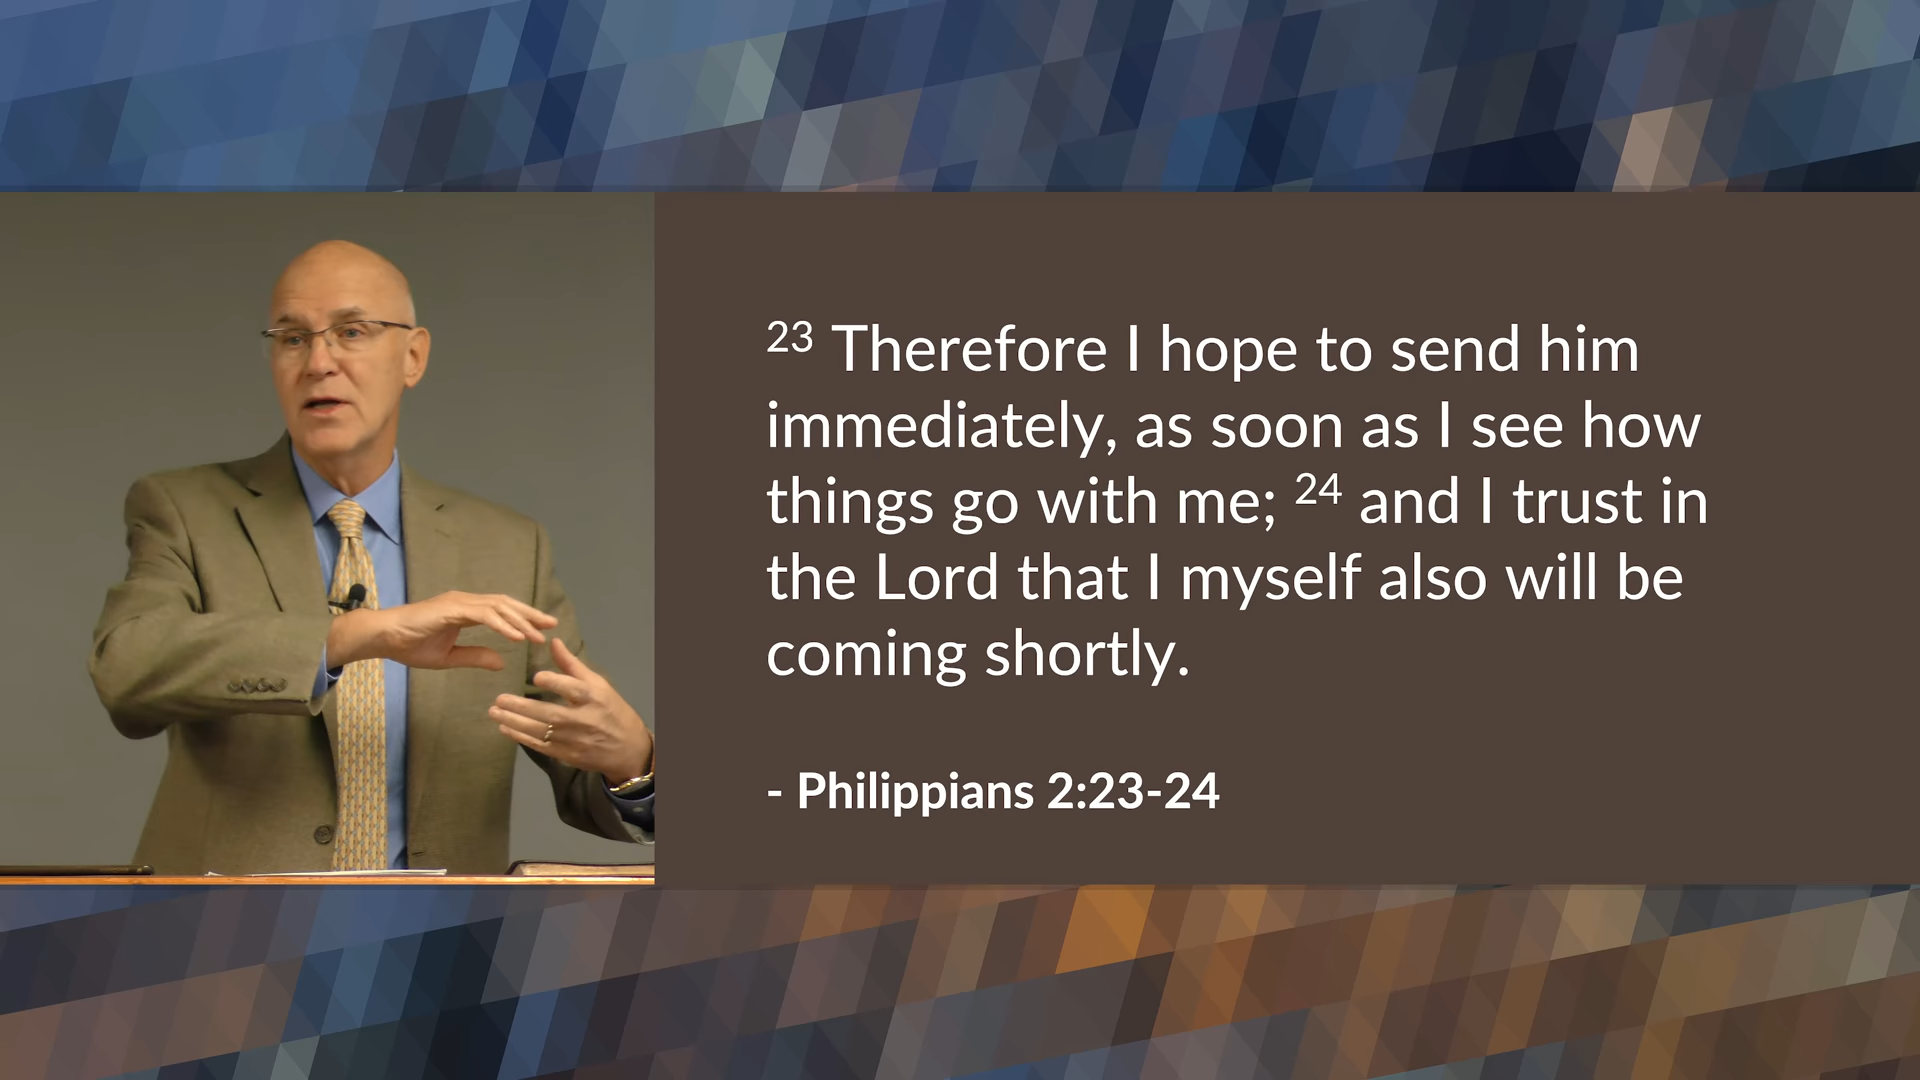 23 Therefore I hope to send him
immediately, as soon as I see how
things go with me; 24 and I trust in
the Lord that I myself also will be
coming shortly.
- Philippians 2:23-24